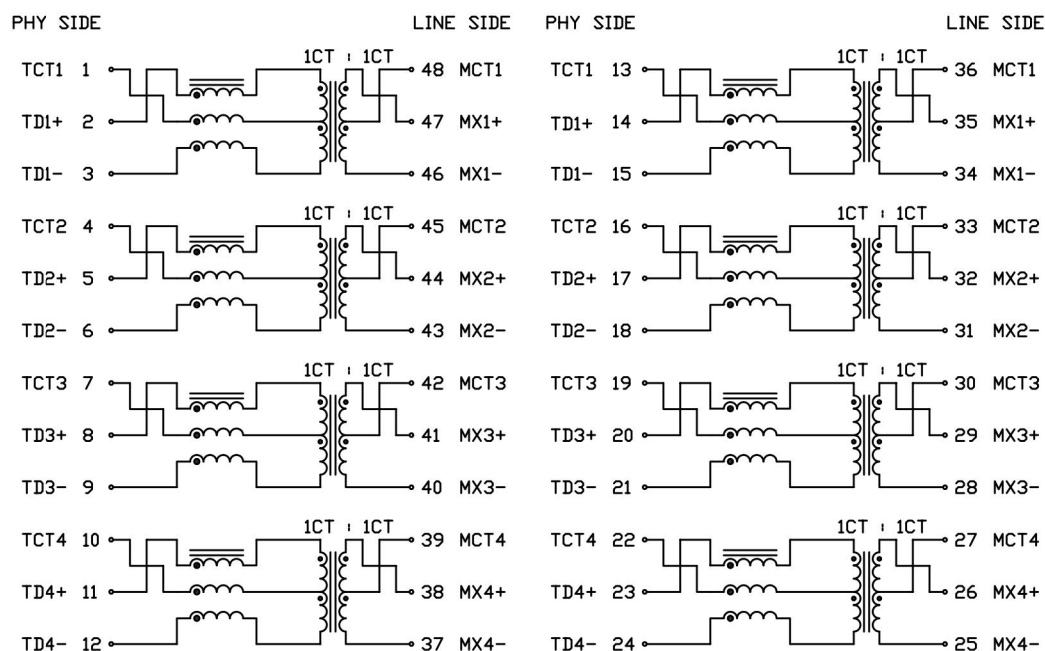 PHY SIDE LINE SIDE PHY SIDE LINE SIDE
1CT : 1CT 1CT : 1CT
TCT1 1 48 MCT1 TCT1 13 36 MCT1
TD1+ 2 47 MX1+ TD1+ 14 35 MX1+
TD1- 3 46 MX1- TD1- 15 34 MX1-
1CT : 1CT 1CT : 1CT
TCT2 4 45 MCT2 TCT2 16 33 MCT2
TD2+ 5 44 MX2+ TD2+ 17 32 MX2+
TD2- 6 43 MX2- TD2- 18 31 MX2-
1CT : 1CT 1CT : 1CT
TCT3 7 42 MCT3 TCT3 19 30 MCT3
TD3+ 8 41 MX3+ TD3+ 20 29 MX3+
TD3- 9 40 MX3- TD3- 21 28 MX3-
1CT : 1CT 1CT : 1CT
TCT4 10 39 MCT4 TCT4 22 27 MCT4
TD4+ 11 38 MX4+ TD4+ 23 26 MX4+
TD4- 12 37 MX4- TD4- 24 25 MX4-